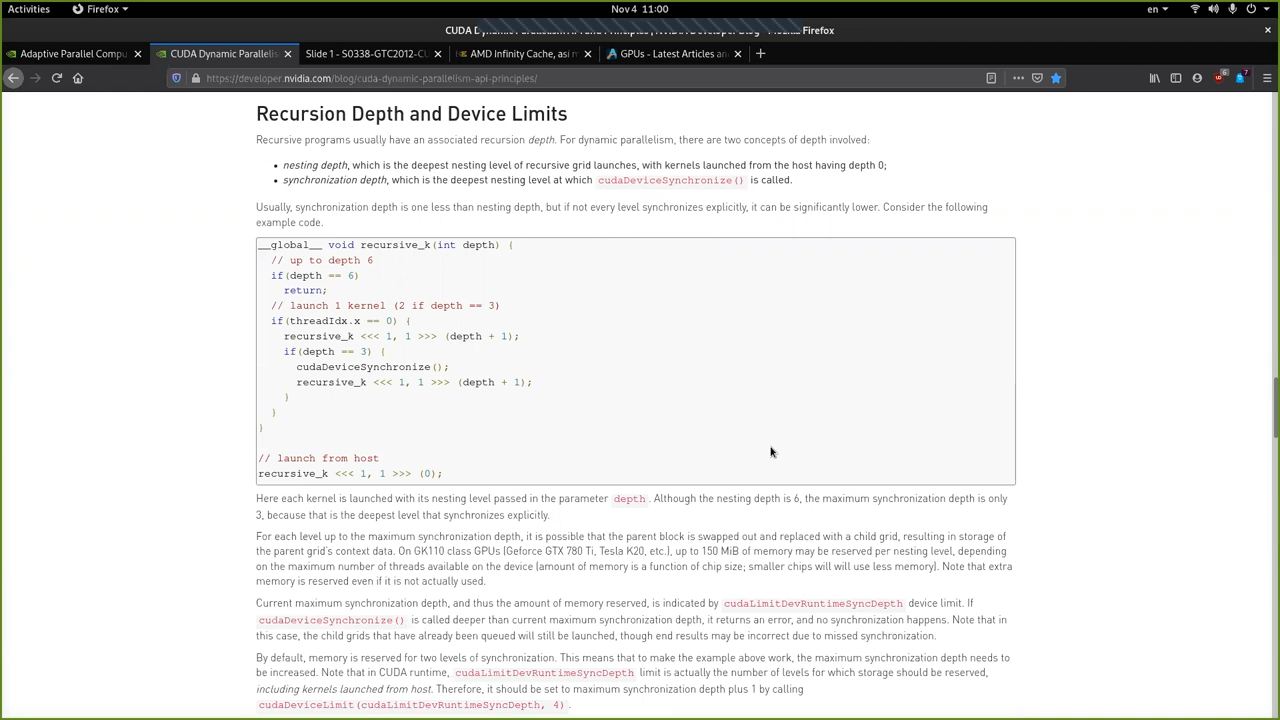 Activities Firefox Nov 4 11:00 en
CUDA Dynamic Parallelism API and Principles | NVIDIA Developer Blog - Mozilla Firefox
Adaptive Parallel Compu CUDA Dynamic Parallelis Slide 1 - S0338-GTC2012-CU AMD Infinity Cache, así m GPUs - Latest Articles an
https://developer.nvidia.com/blog/cuda-dynamic-parallelism-api-principles/ 6 7
Recursion Depth and Device Limits
Recursive programs usually have an associated recursion depth. For dynamic parallelism, there are two concepts of depth involved:
• nesting depth, which is the deepest nesting level of recursive grid launches, with kernels launched from the host having depth 0;
• synchronization depth, which is the deepest nesting level at which cudaDeviceSynchronize() is called.
Usually, synchronization depth is one less than nesting depth, but if not every level synchronizes explicitly, it can be significantly lower. Consider the following
example code.
__global__ void recursive_k(int depth) {
// up to depth 6
if(depth == 6)
return;
// launch 1 kernel (2 if depth == 3)
if(threadIdx.x == 0) {
recursive_k <<< 1, 1 >>> (depth + 1);
if(depth == 3) {
cudaDeviceSynchronize();
recursive_k <<< 1, 1 >>> (depth + 1);
}
}
}
// launch from host
recursive_k <<< 1, 1 >>> (0);
Here each kernel is launched with its nesting level passed in the parameter depth. Although the nesting depth is 6, the maximum synchronization depth is only
3, because that is the deepest level that synchronizes explicitly.
For each level up to the maximum synchronization depth, it is possible that the parent block is swapped out and replaced with a child grid, resulting in storage of
the parent grid's context data. On GK110 class GPUs (Geforce GTX 780 Ti, Tesla K20, etc.), up to 150 MiB of memory may be reserved per nesting level, depending
on the maximum number of threads available on the device (amount of memory is a function of chip size; smaller chips will will use less memory). Note that extra
memory is reserved even if it is not actually used.
Current maximum synchronization depth, and thus the amount of memory reserved, is indicated by cudaLimitDevRuntimeSyncDepth device limit. If
cudaDeviceSynchronize() is called deeper than current maximum synchronization depth, it returns an error, and no synchronization happens. Note that in
this case, the child grids that have already been queued will still be launched, though end results may be incorrect due to missed synchronization.
By default, memory is reserved for two levels of synchronization. This means that to make the example above work, the maximum synchronization depth needs to
be increased. Note that in CUDA runtime, cudaLimitDevRuntimeSyncDepth limit is actually the number of levels for which storage should be reserved,
including kernels launched from host. Therefore, it should be set to maximum synchronization depth plus 1 by calling
cudaDeviceLimit(cudaLimitDevRuntimeSyncDepth, 4).